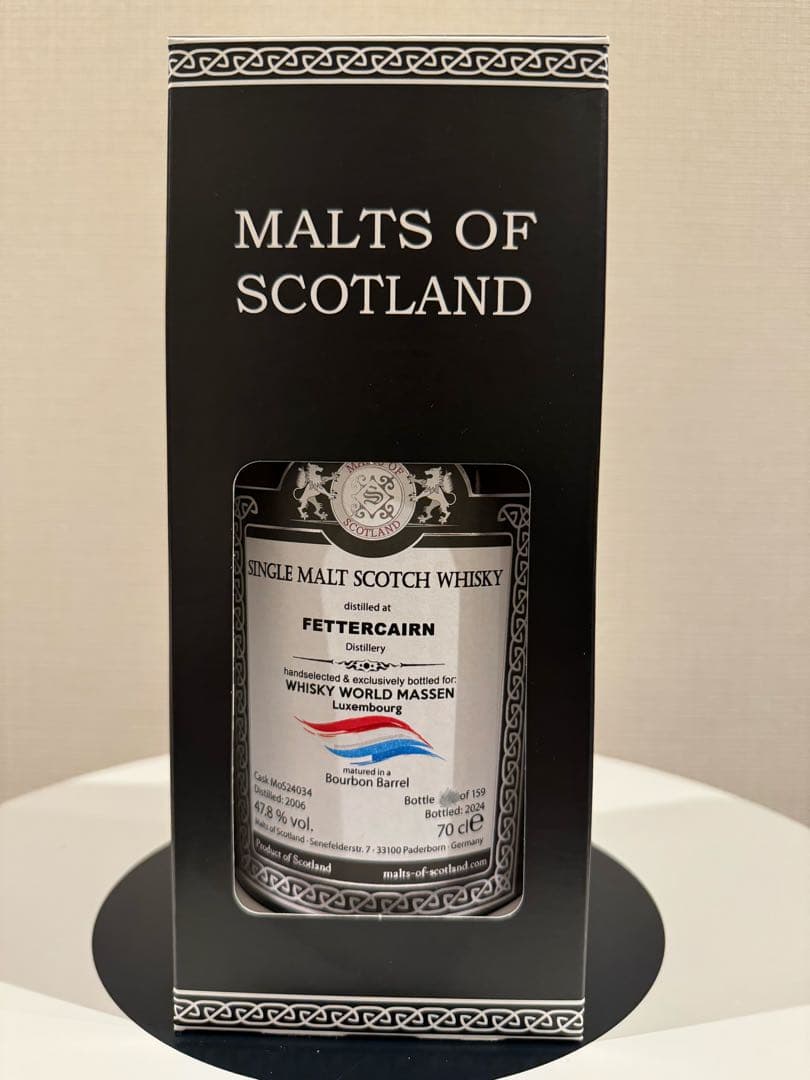 MALTS OF
SCOTLAND
MALTS OF
S
SCOTLAND
SINGLE MALT SCOTCH WHISKY
distilled at
FETTERCAIRN
Distillery
handselected & exclusively bottled for:
WHISKY WORLD MASSEN
Luxembourg
matured in a
Bourbon Barrel
Cask MoS24034
Distilled: 2006
47.8 % vol.
Bottle of 159
Bottled: 2024
70 cl e
Malts of Scotland · Senefelderstr. 7 · 33100 Paderborn · Germany
Product of Scotland
malts-of-scotland.com